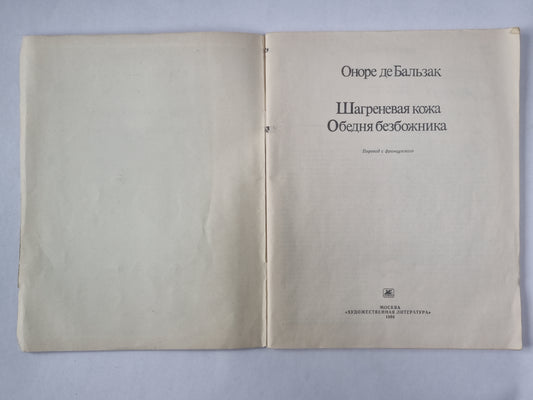 Оноре де Бальзак
Шагреневая кожа
Обедня безбожника
Перевод с французского
МОСКВА
«ХУДОЖЕСТВЕННАЯ ЛИТЕРАТУРА»